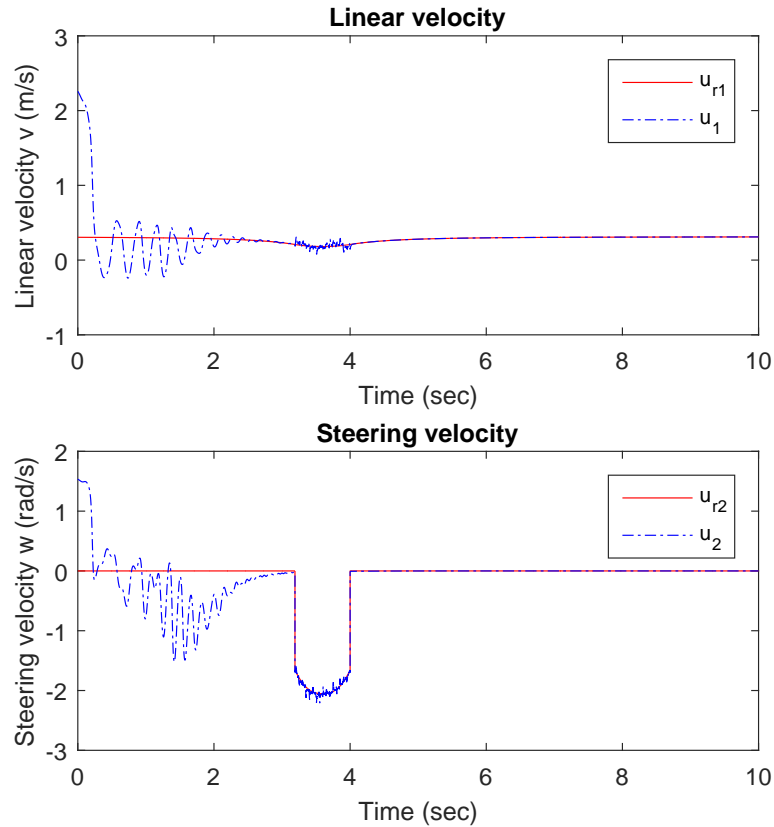 Linear velocity
3
2
1
0
-1
Linear velocity v (m/s)
u_r1
u_1
0 2 4 6 8 10
Time (sec)
Steering velocity
2
1
0
-1
-2
-3
Steering velocity w (rad/s)
u_r2
u_2
0 2 4 6 8 10
Time (sec)